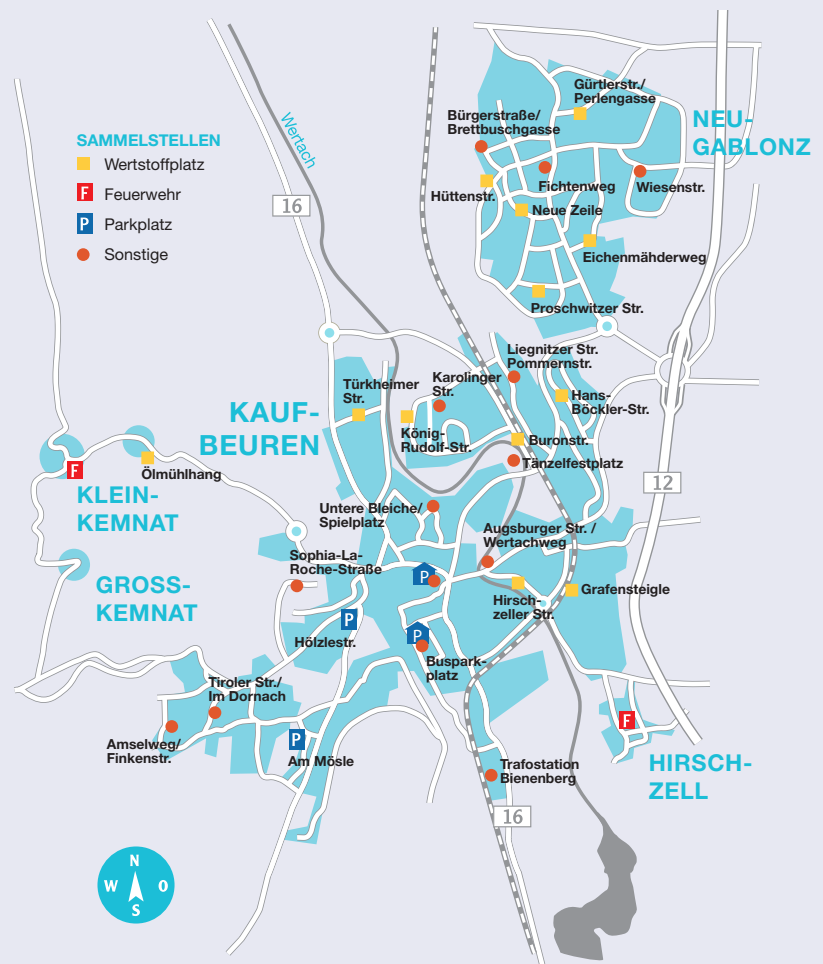 SAMMELSTELLEN
Wertstoffplatz
F
Feuerwehr
P
Parkplatz
Sonstige
Wertach
16
Gürtlerstr./
Perlengasse
Bürgerstraße/
Brettbuschgasse
NEU-
GABLONZ
Fichtenweg
Wiesenstr.
Hüttenstr.
Neue Zeile
Eichenmähderweg
Proschwitzer Str.
Liegnitzer Str.
Pommernstr.
Türkheimer
Str.
Karolinger
Str.
Hans-
Böckler-Str.
KAUF-
BEUREN
König-
Rudolf-Str.
Buronstr.
Tänzelfestplatz
F
Ölmühlhang
KLEIN-
KEMNAT
12
Untere Bleiche/
Spielplatz
Augsburger Str. /
Wertachweg
Sophia-La-
Roche-Straße
P
GROSS-
KEMNAT
Grafensteigle
Hirsch-
zeller Str.
P
Hölzlestr.
P
Buspark-
platz
Tiroler Str./
Im Dornach
F
Amselweg/
Finkenstr.
P
Am Mösle
HIRSCH-
ZELL
Trafostation
Bienenberg
16
N
W O
S